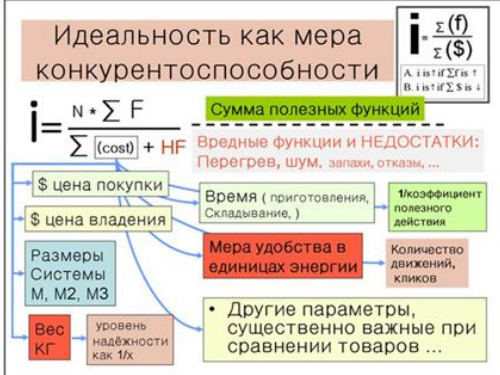 Идеальность как мера
конкурентоспособности
i = Σ (f)
Σ ($)
A. i is↑ if Σf is ↑
B. i is↑ if Σ $ is ↓
i = N * Σ F
Σ (cost) + HF
Сумма полезных функций
Вредные функции и НЕДОСТАТКИ:
Перегрев, шум, запахи, отказы, ...
$ цена покупки
$ цена владения
Размеры
Системы
М, М2, М3
Вес
КГ
уровень
надёжности
как 1/x
Время ( приготовления,
Складывание, )
1/коэффициент
полезного
действия
Мера удобства в
единицах энергии
Количество
движений,
кликов
• Другие параметры,
существенно важные при
сравнении товаров ...